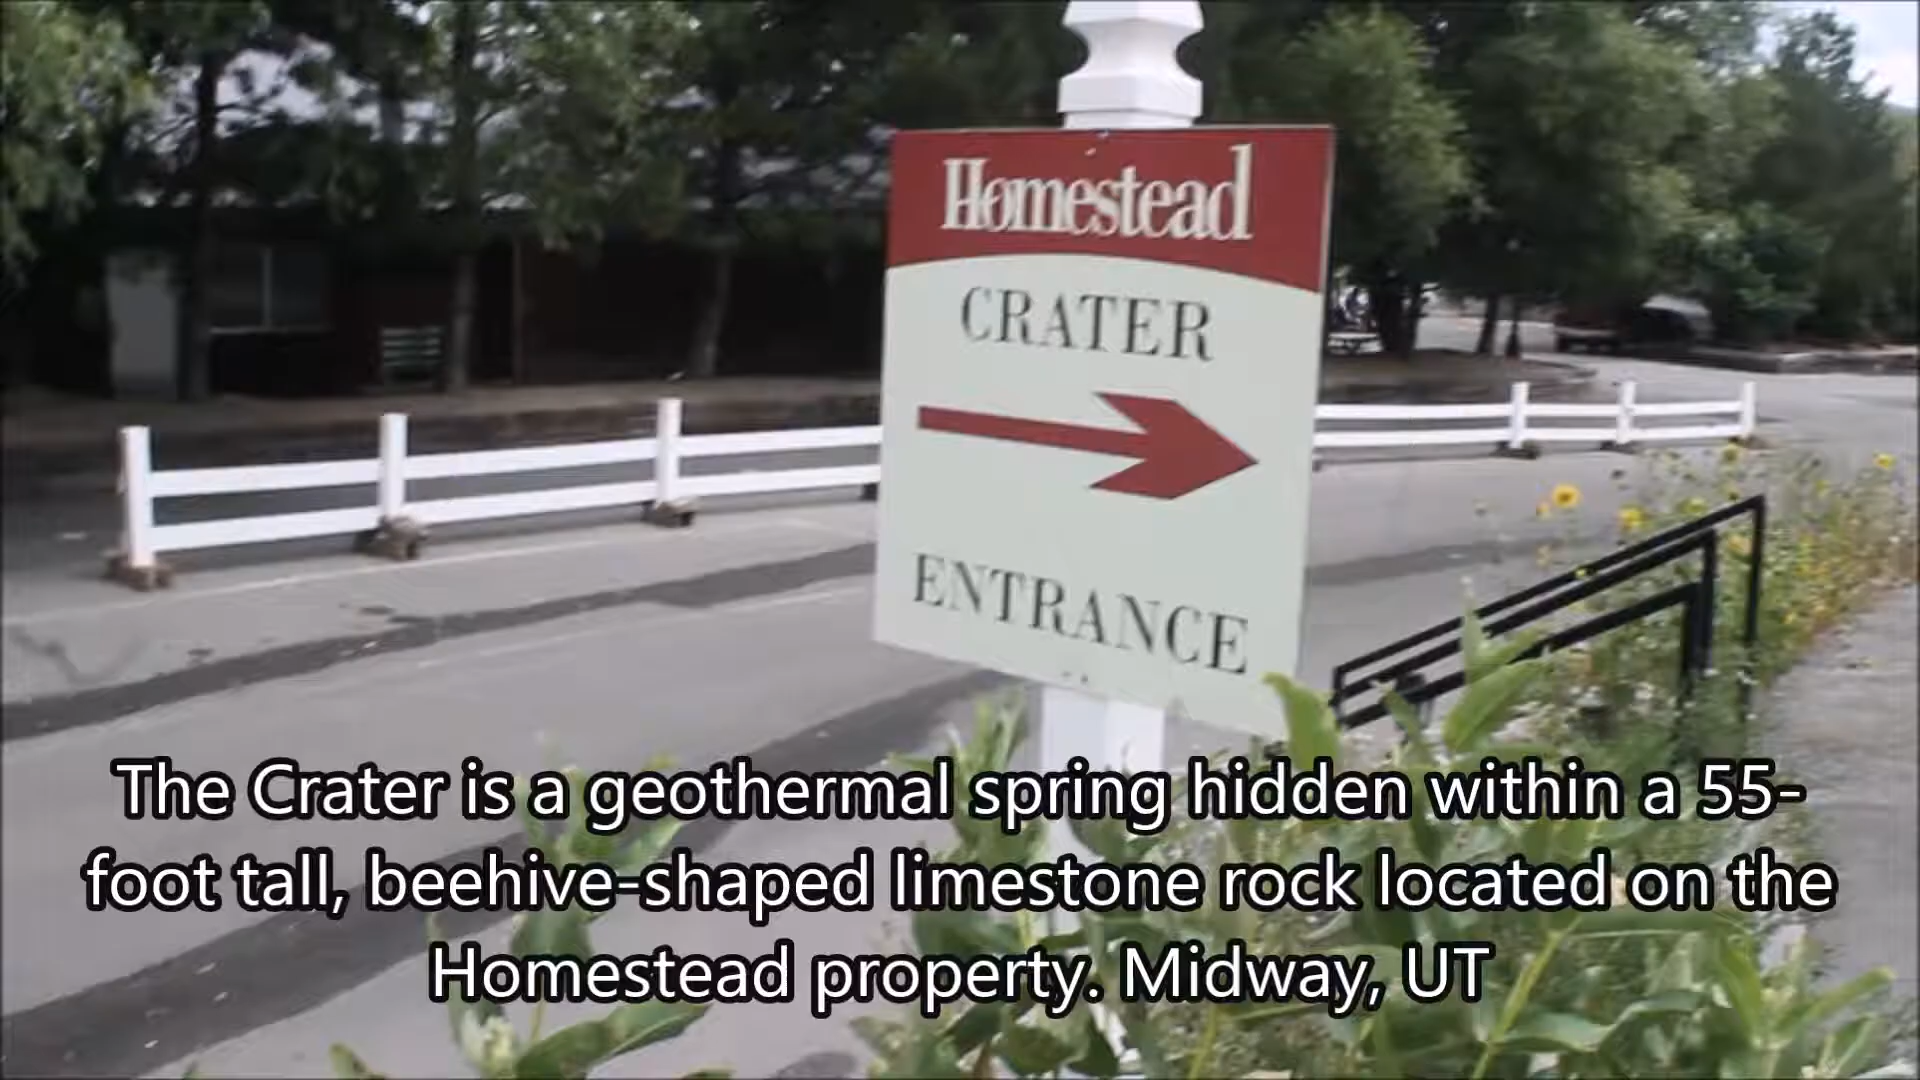 Homestead
CRATER
ENTRANCE
The Crater is a geothermal spring hidden within a 55-
foot tall, beehive-shaped limestone rock located on the
Homestead property. Midway, UT